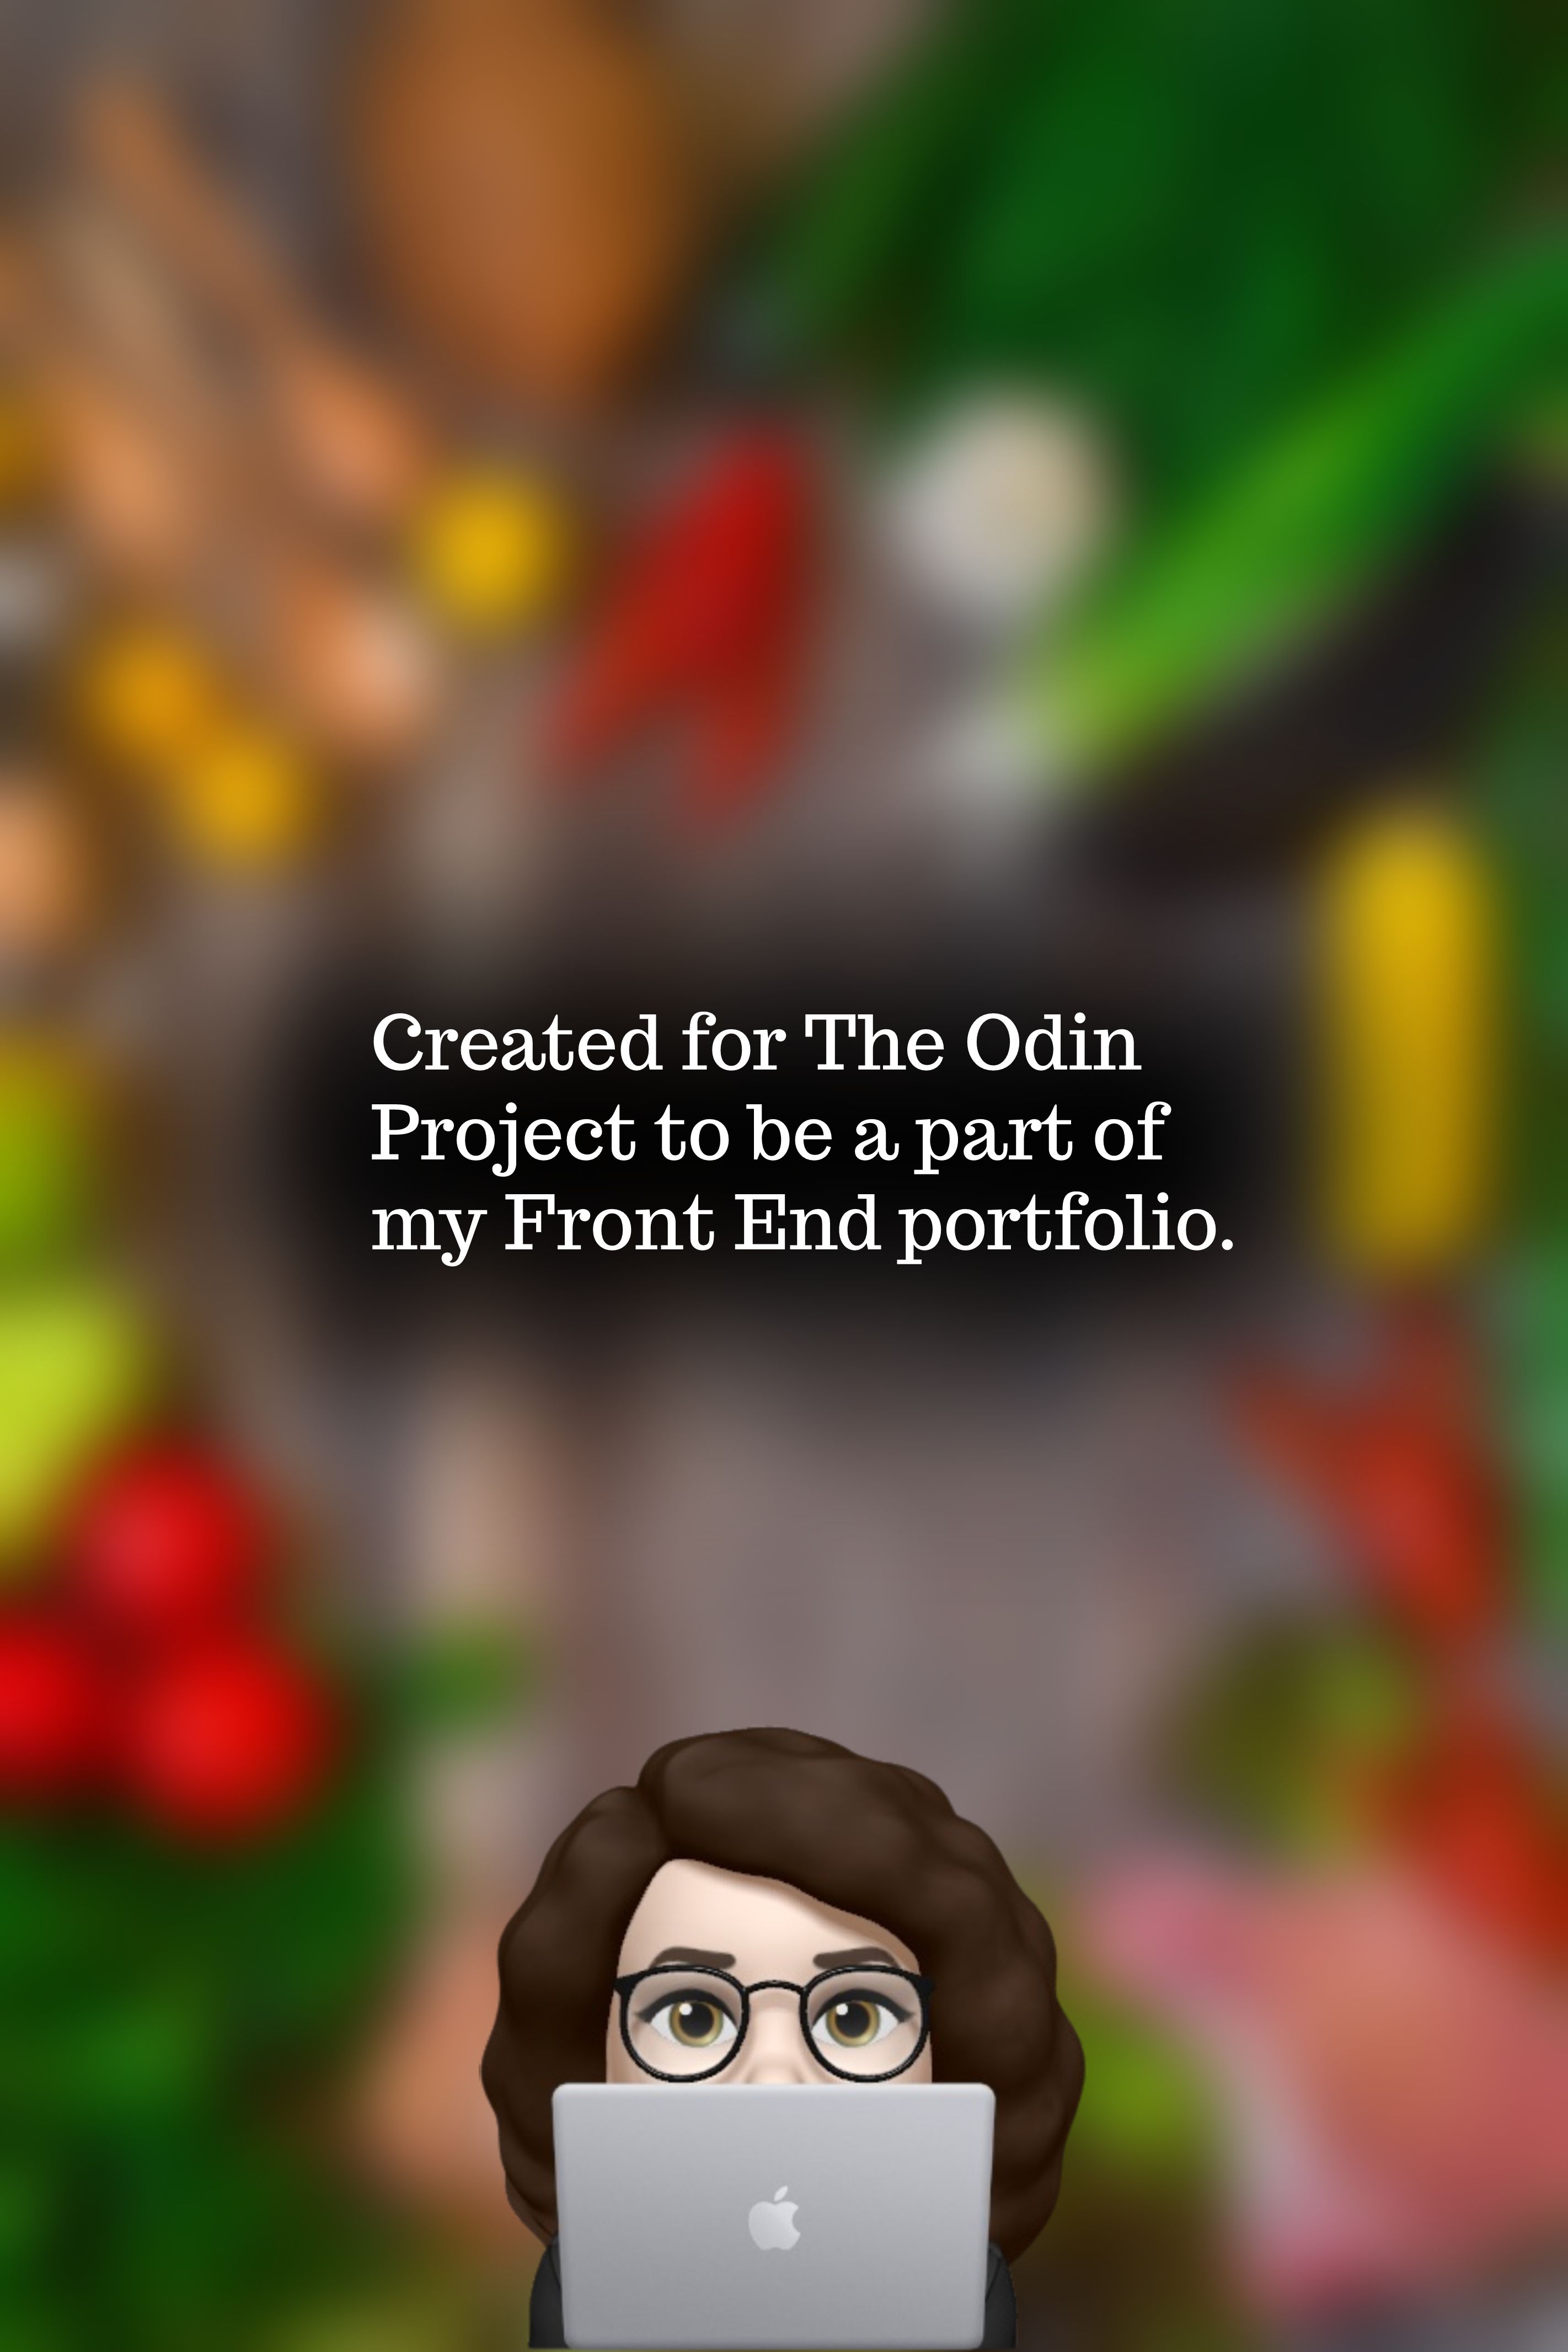 Created for The Odin
Project to be a part of
my Front End portfolio.